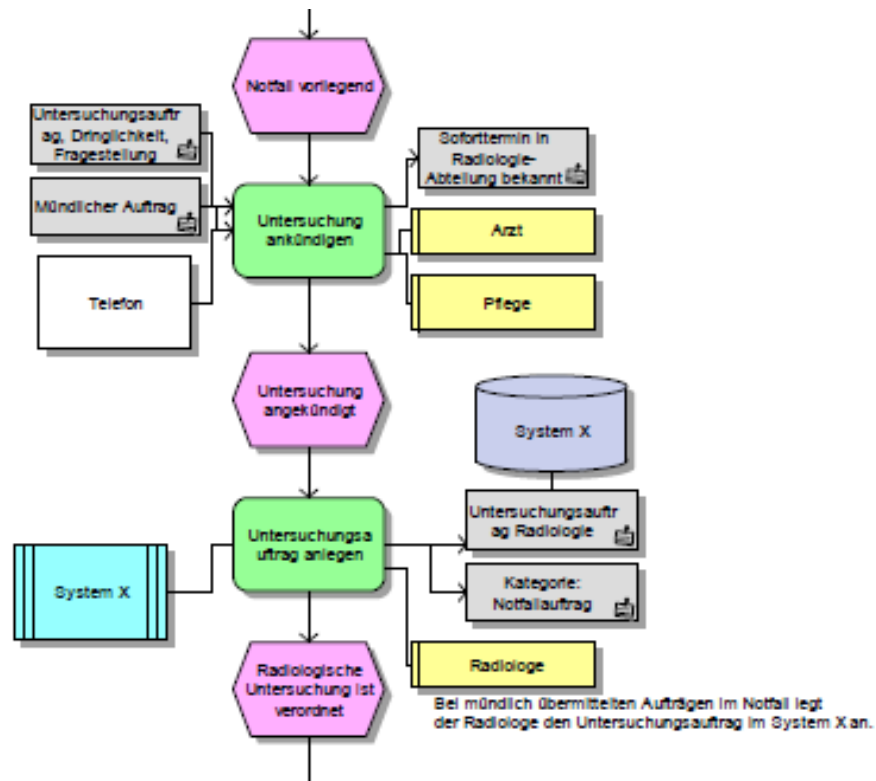 Notfall vorliegend
Untersuchungsauftr
ag, Dringlichkeit,
Fragestellung
Soforttermin in
Radiologie-
Abteilung bekannt
Mündlicher Auftrag
Untersuchung
ankündigen
Arzt
Telefon
Pflege
Untersuchung
angekündigt
System X
Untersuchungsa
uftrag anlegen
Untersuchungsauftr
ag Radiologie
System X
Kategorie:
Notfallauftrag
Radiologische
Untersuchung ist
verordnet
Radiologe
Bei mündlich übermittelten Aufträgen im Notfall legt
der Radiologe den Untersuchungsauftrag im System X an.